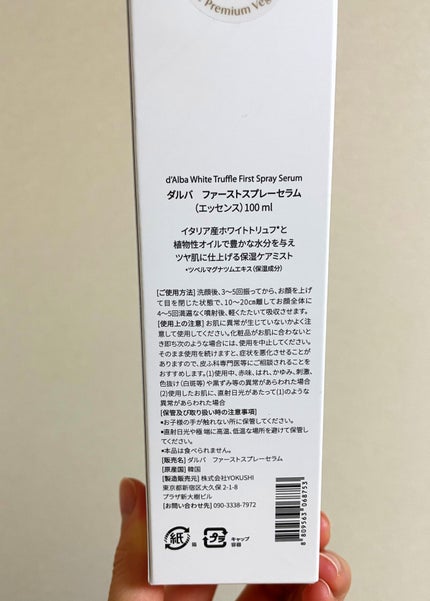 Premium Veg
d'Alba White Truffle First Spray Serum
ダルバ ファーストスプレーセラム
(エッセンス) 100 ml
イタリア産ホワイトトリュフ*と
植物性オイルで豊かな水分を与え
ツヤ肌に仕上げる保湿ケアミスト
*ツベルマグナツムエキス (保湿成分)
[ご使用方法] 洗顔後、3～5回振ってから、お顔を上げ
て目を閉じた状態で、10～20㎝離してお顔全体に
4～5回満遍なく噴射後、軽くたたいて吸収させます。
[使用上の注意] お肌に異常が生じていないかよく注
意して使用してください。化粧品がお肌に合わないと
き即ち次のような場合には、使用を中止してください。
そのまま使用を続けますと、症状を悪化させることが
ありますので、皮ふ科専門医等にご相談されることを
おすすめします。(1)使用中、赤味、はれ、かゆみ、刺激、
色抜け(白斑等)や黒ずみ等の異常があらわれた場合
(2)使用したお肌に、直射日光があたって(1)のような
異常があらわれた場合
[保管及び取り扱い時の注意事項]
■お子様の手が触れない所に保管してください。
■直射日光や極端に高温、低温な場所を避けて保管し
てください。
■本品は食べられません。
[販売名] ダルバ ファーストスプレーセラム
[原産国] 韓国
[製造販売元] 株式会社YOKUSHI
東京都新宿区大久保 2-1-8
プラザ新大樹ビル
[お問い合わせ先] 090-3338-7972
紙 箱 プラ キャップ
容器
8 809563 068753